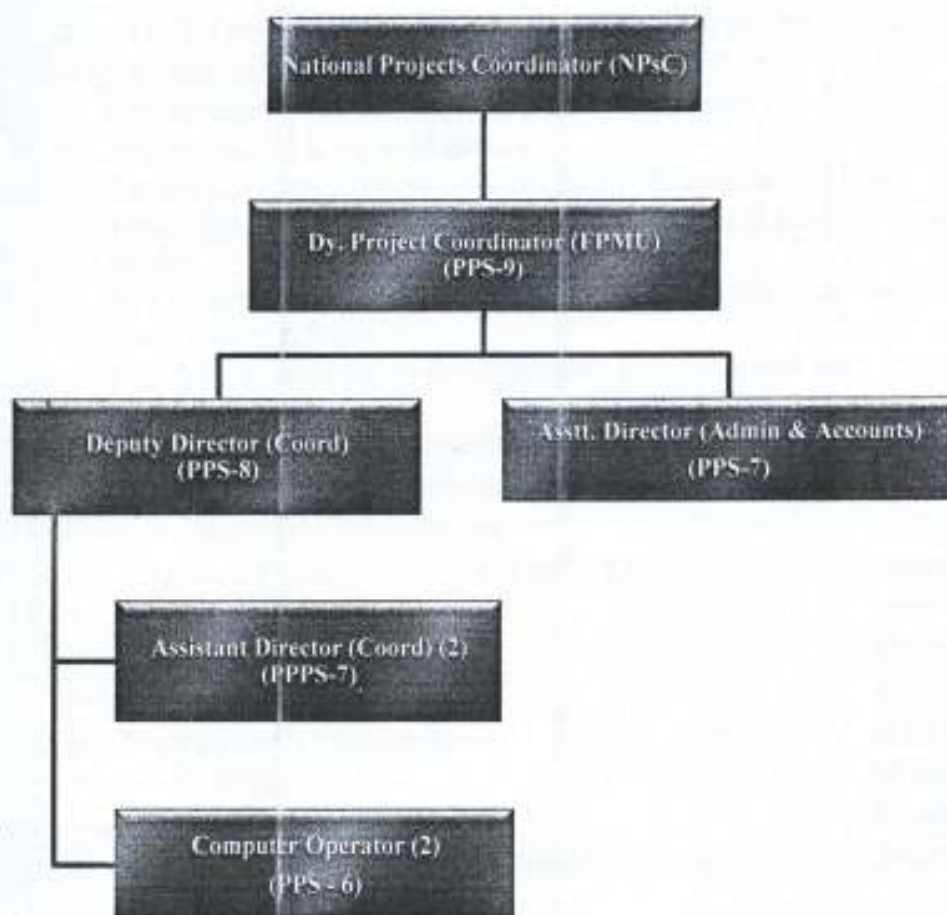 National Projects Coordinator (NPsC)
Dy. Project Coordinator (FPMU)
(PPS-9)
Deputy Director (Coord)
(PPS-8)
Asstt. Director (Admin & Accounts)
(PPS-7)
Assistant Director (Coord) (2)
(PPPS-7)
Computer Operator (2)
(PPS - 6)